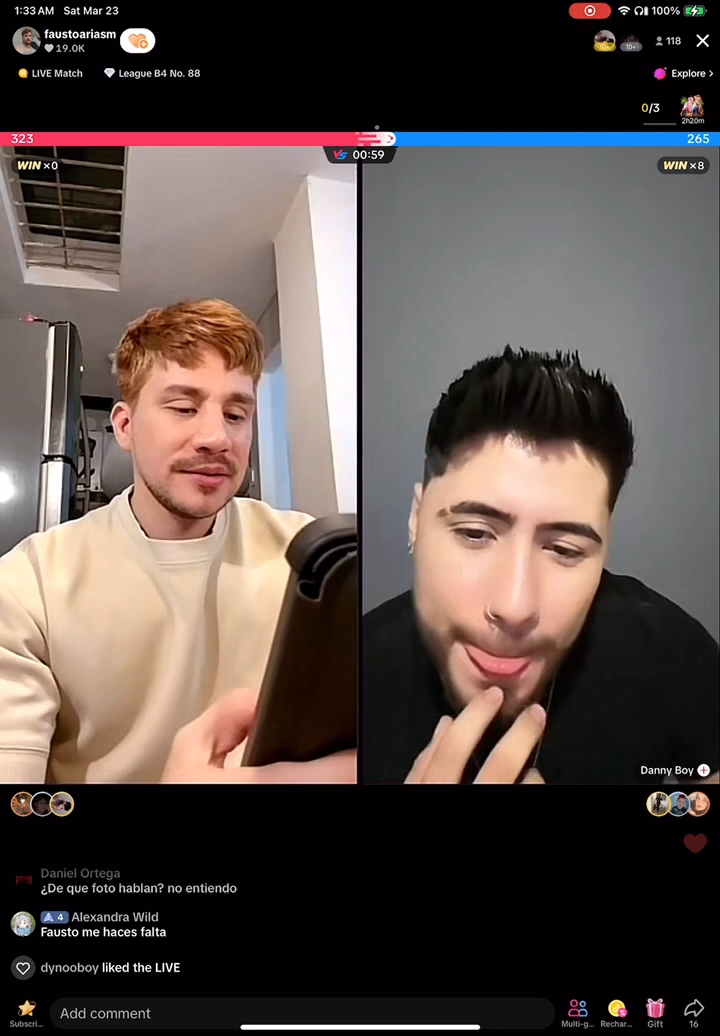 1:33 AM Sat Mar 23
100%
faustoariasm
19.0K
10+
10+
118
LIVE Match
League B4 No. 88
Explore
0/3
2h20m
323
265
VS 00:59
WIN ×0
WIN ×8
Danny Boy
Daniel Ortega
¿De que foto hablan? no entiendo
4 Alexandra Wild
Fausto me haces falta
dynooboy liked the LIVE
Subscri...
Add comment
Multi-g...
Rechar...
Gift
16